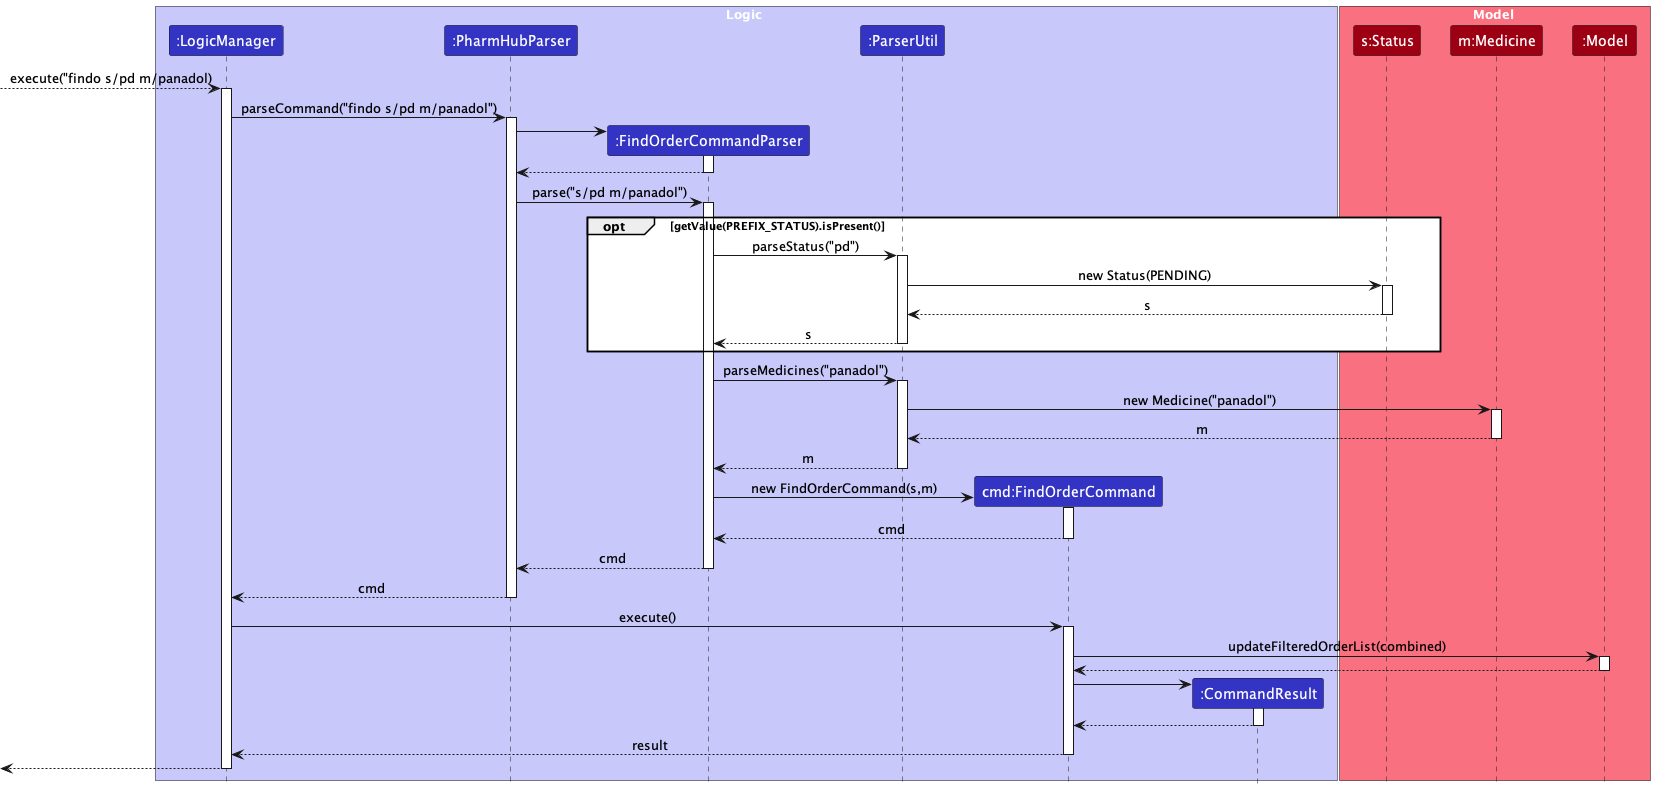 Logic
Model
:LogicManager
:PharmHubParser
:ParserUtil
s:Status
m:Medicine
:Model
execute("findo s/pd m/panadol)
parseCommand("findo s/pd m/panadol")
:FindOrderCommandParser
parse("s/pd m/panadol")
opt
[getValue(PREFIX_STATUS).isPresent()]
parseStatus("pd")
new Status(PENDING)
s
s
parseMedicines("panadol")
new Medicine("panadol")
m
m
new FindOrderCommand(s,m)
cmd:FindOrderCommand
cmd
cmd
cmd
execute()
updateFilteredOrderList(combined)
:CommandResult
result